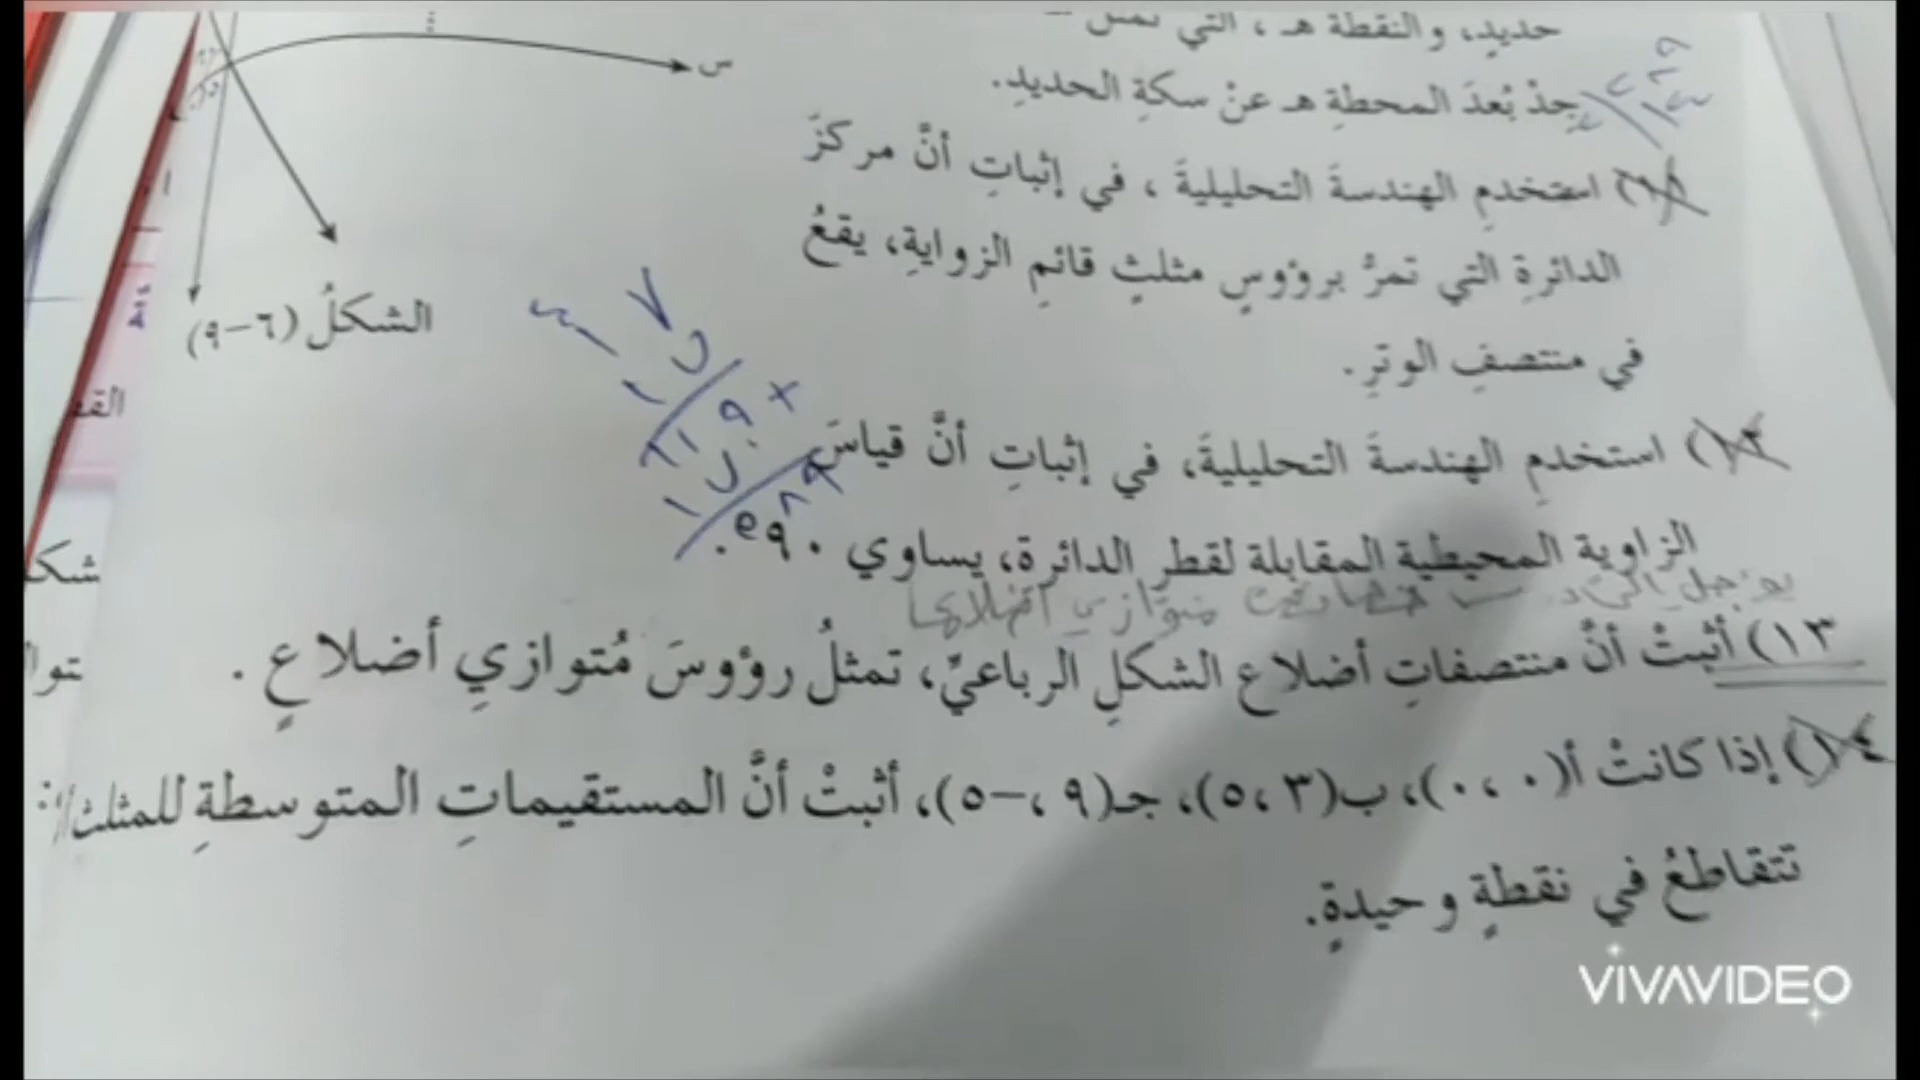 حديدٍ، والنقطة هـ ، التي تمثل
جِدْ بُعدَ المحطةِ هـ عنْ سكةِ الحديدِ.
س
استخدمِ الهندسةَ التحليليةَ ، في إثباتِ أنَّ مركزَ
الدائرةِ التي تمرُّ برؤوسِ مثلثٍ قائمِ الزوايةِ، يقعُ
في منتصفِ الوترِ.
الشكلُ (٦-٩)
١٢) استخدمِ الهندسةَ التحليليةَ، في إثباتِ أنَّ قياسَ
الزاوية المحيطية المقابلة لقطر الدائرة، يساوي ٩٠°.
١٣) أثبتْ أنَّ منتصفاتِ أضلاع الشكلِ الرباعيِّ، تمثلُ رؤوسَ مُتوازيِ أضلاعٍ .
١٤) إذا كانتْ أ(٠ ، ٠)، ب(٣ ، ٥)، جـ(٩ ، -٥)، أثبتْ أنَّ المستقيماتِ المتوسطةِ للمثلث
تتقاطعُ في نقطةٍ وحيدةٍ.
شكل
توا
VIVAVIDEO